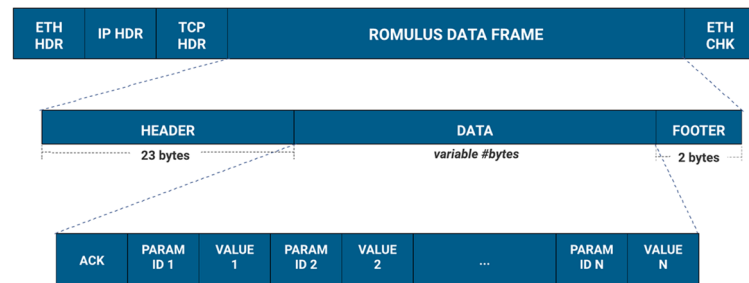 ETH HDR
IP HDR
TCP HDR
ROMULUS DATA FRAME
ETH CHK
HEADER
DATA
FOOTER
23 bytes
variable #bytes
2 bytes
ACK
PARAM ID 1
VALUE 1
PARAM ID 2
VALUE 2
...
PARAM ID N
VALUE N